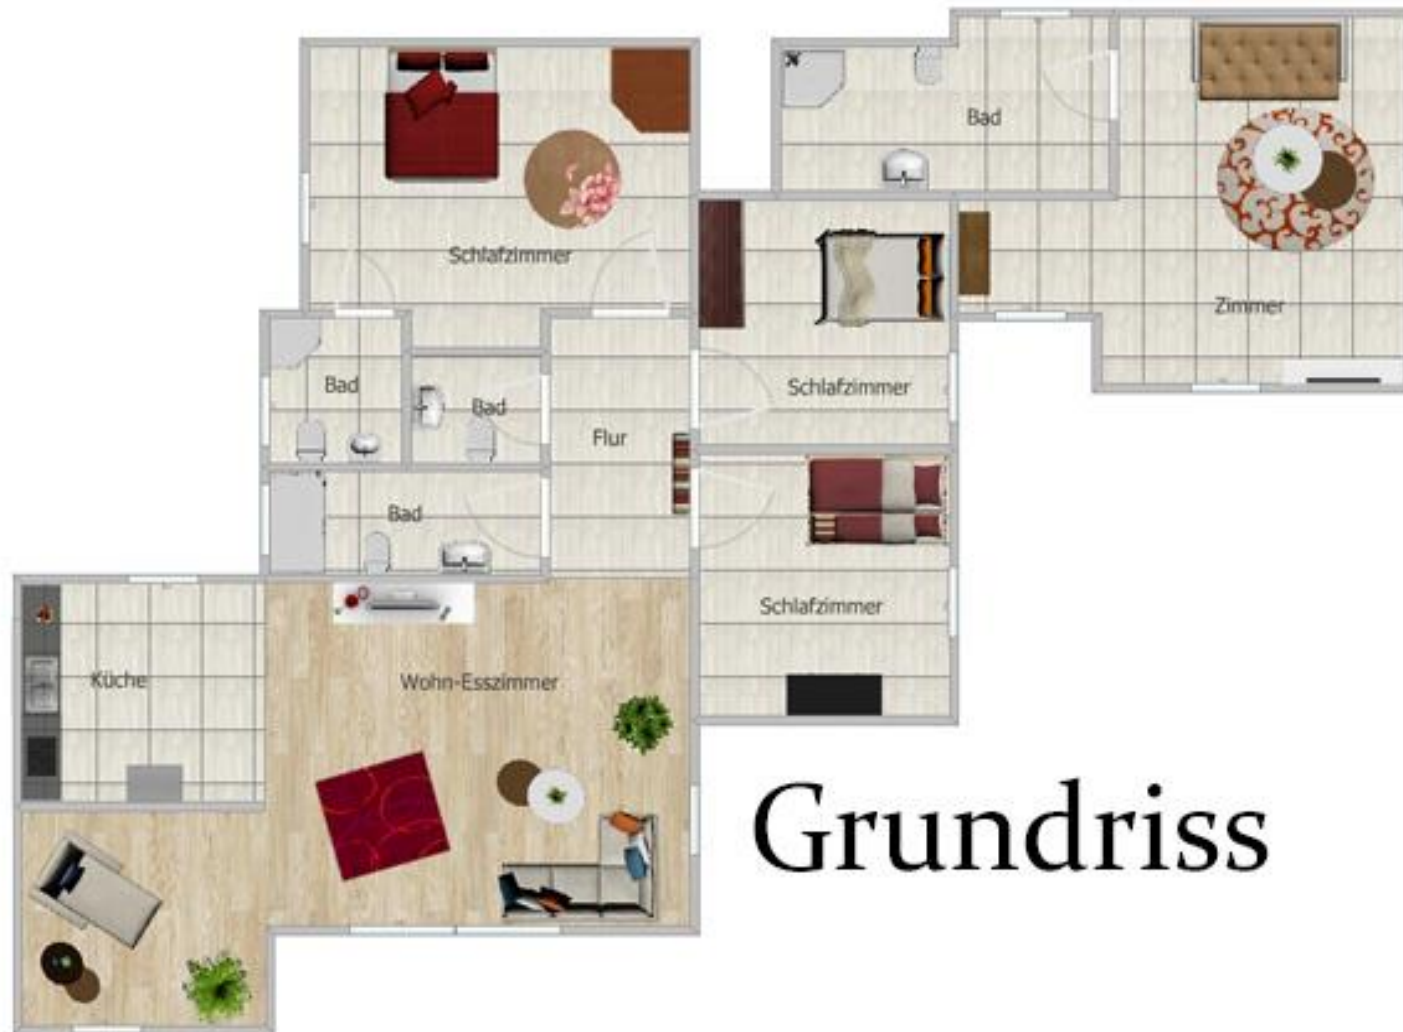 Bad
Schlafzimmer
Zimmer
Bad
Schlafzimmer
Bad
Flur
Bad
Schlafzimmer
Küche
Wohn-Esszimmer
Grundriss